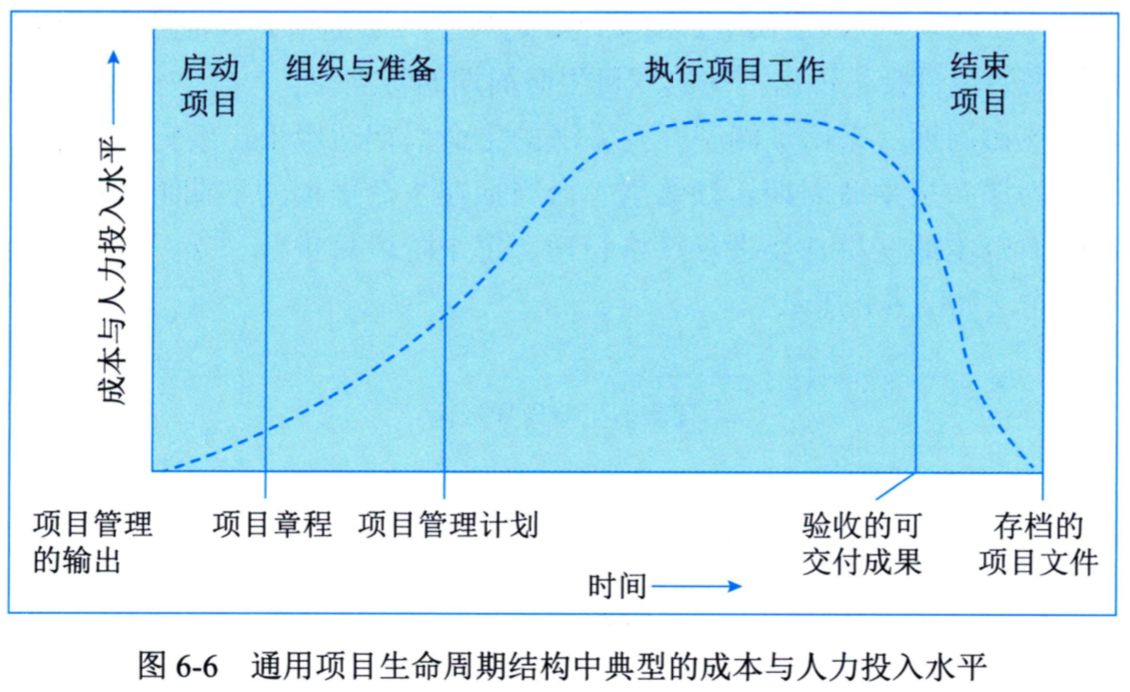 启动
项目
组织与准备
执行项目工作
结束
项目
成本与人力投入水平
项目管理
的输出
项目章程
项目管理计划
验收的可
交付成果
存档的
项目文件
时间
图 6-6 通用项目生命周期结构中典型的成本与人力投入水平